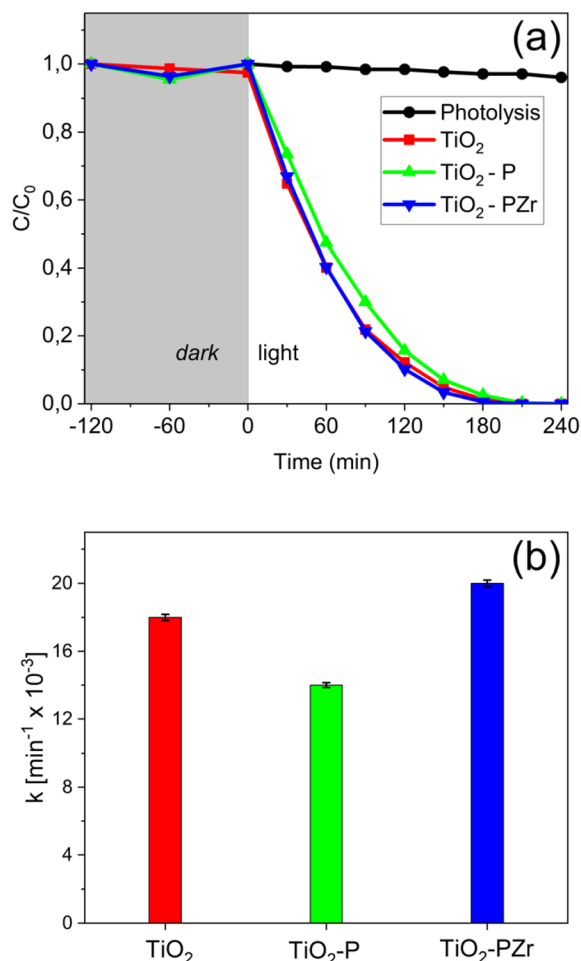 (a)
1,0
0,8
0,6
0,4
0,2
0,0
C/C₀
Photolysis
TiO₂
TiO₂ - P
TiO₂ - PZr
dark light
-120 -60 0 60 120 180 240
Time (min)
(b)
20
16
12
8
4
0
k [min⁻¹ x 10⁻³]
TiO₂ TiO₂-P TiO₂-PZr